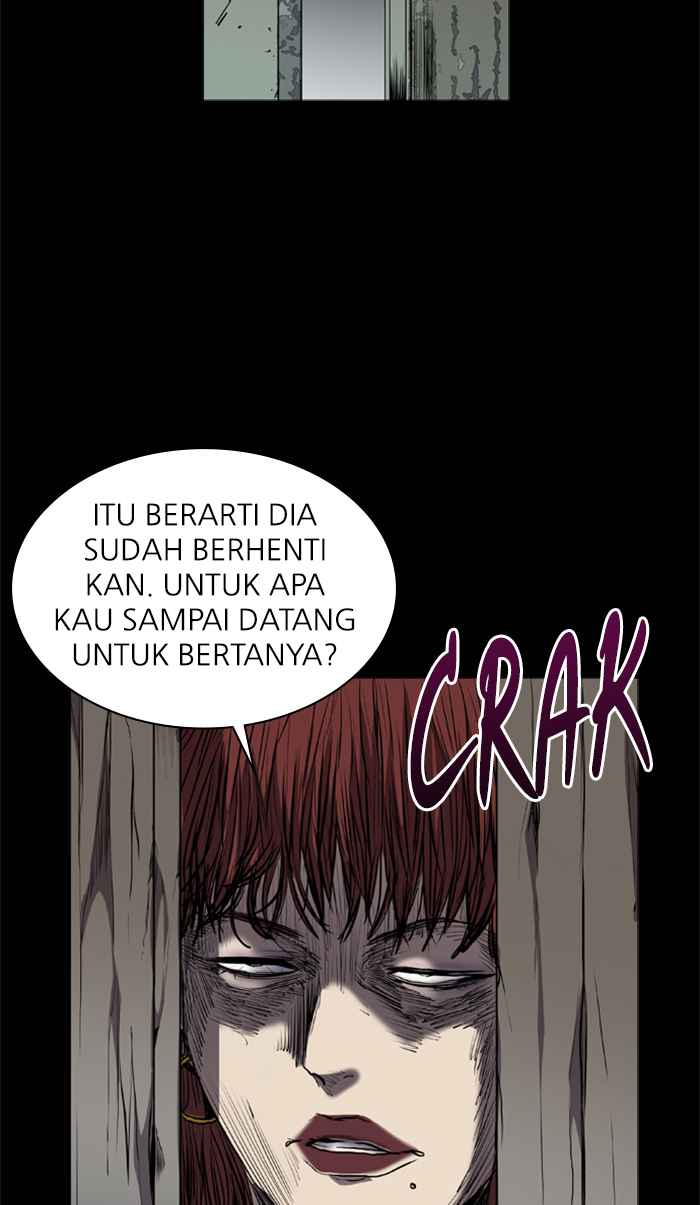 ITU BERARTI DIA
SUDAH BERHENTI
KAN. UNTUK APA
KAU SAMPAI DATANG
UNTUK BERTANYA?
CRAK